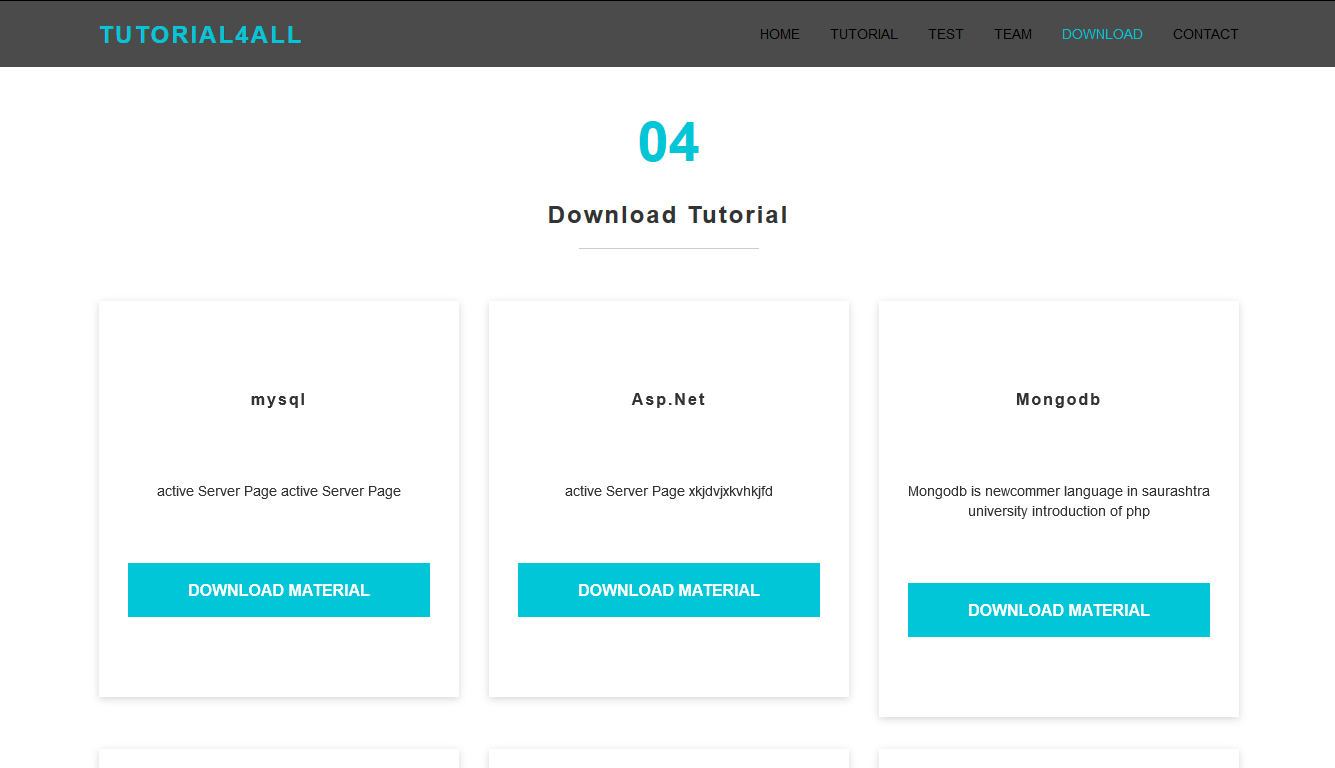 TUTORIAL4ALL
HOME TUTORIAL TEST TEAM DOWNLOAD CONTACT
04
Download Tutorial
mysql
active Server Page active Server Page
DOWNLOAD MATERIAL
Asp.Net
active Server Page xkjdvjxkvhkjfd
DOWNLOAD MATERIAL
Mongodb
Mongodb is newcommer language in saurashtra
university introduction of php
DOWNLOAD MATERIAL